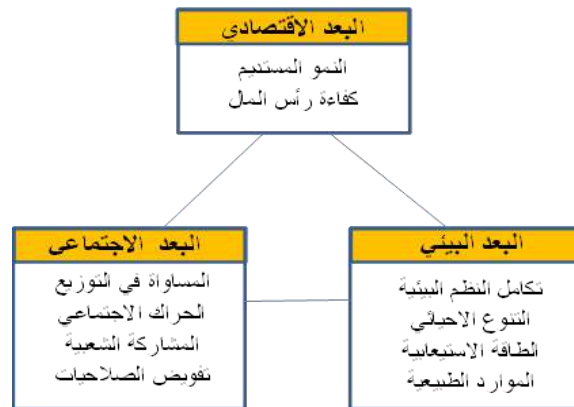 البعد الاقتصادي
النمو المستديم
كفاءة رأس المال
البعد البيئي
تكامل النظم البيئية
التنوع الاحيائي
الطاقة الاستيعابية
الموارد الطبيعية
البعد الاجتماعي
المساواة في التوزيع
الحراك الاجتماعي
المشاركة الشعبية
تفويض الصلاحيات